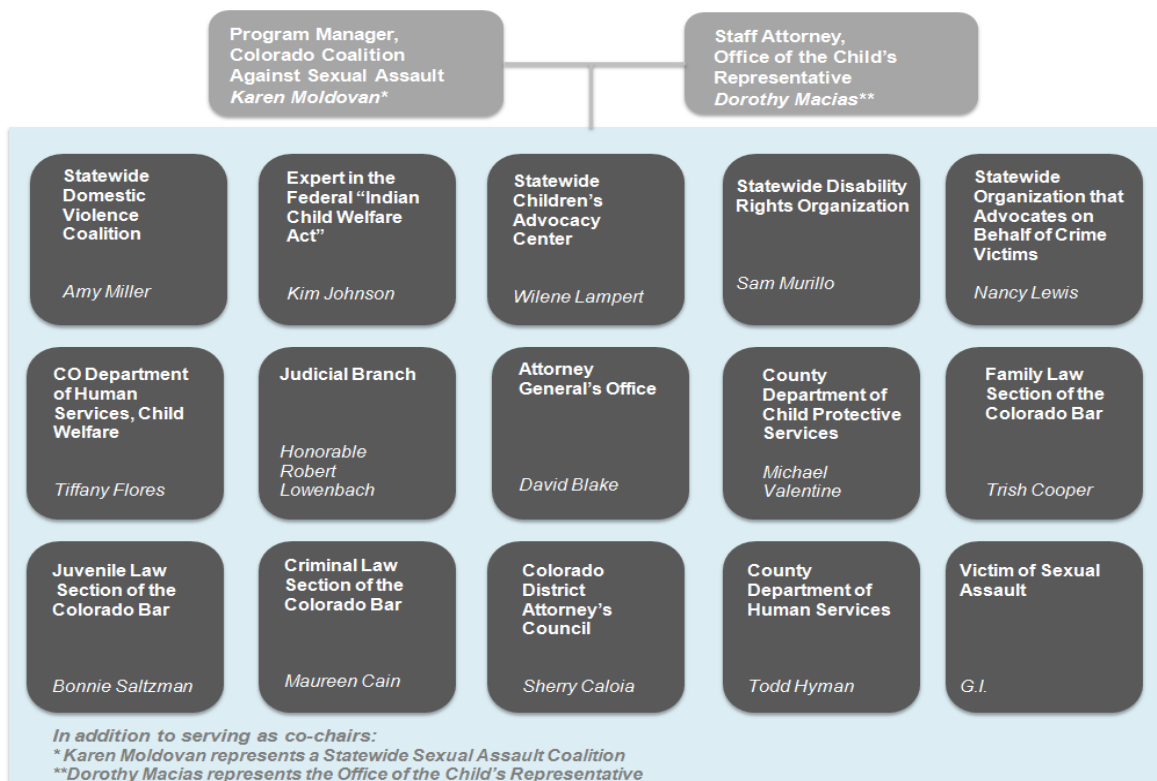 Program Manager,
Colorado Coalition
Against Sexual Assault
Karen Moldovan*
Staff Attorney,
Office of the Child's
Representative
Dorothy Macias**
Statewide
Domestic
Violence
Coalition
Amy Miller
Expert in the
Federal “Indian
Child Welfare
Act”
Kim Johnson
Statewide
Children's
Advocacy
Center
Wilene Lampert
Statewide Disability
Rights Organization
Sam Murillo
Statewide
Organization that
Advocates on
Behalf of Crime
Victims
Nancy Lewis
CO Department
of Human
Services, Child
Welfare
Tiffany Flores
Judicial Branch
Honorable
Robert
Lowenbach
Attorney
General's Office
David Blake
County
Department of
Child Protective
Services
Michael
Valentine
Family Law
Section of the
Colorado Bar
Trish Cooper
Juvenile Law
Section of the
Colorado Bar
Bonnie Saltzman
Criminal Law
Section of the
Colorado Bar
Maureen Cain
Colorado
District
Attorney's
Council
Sherry Caloia
County
Department of
Human Services
Todd Hyman
Victim of Sexual
Assault
G.I.
In addition to serving as co-chairs:
* Karen Moldovan represents a Statewide Sexual Assault Coalition
**Dorothy Macias represents the Office of the Child's Representative